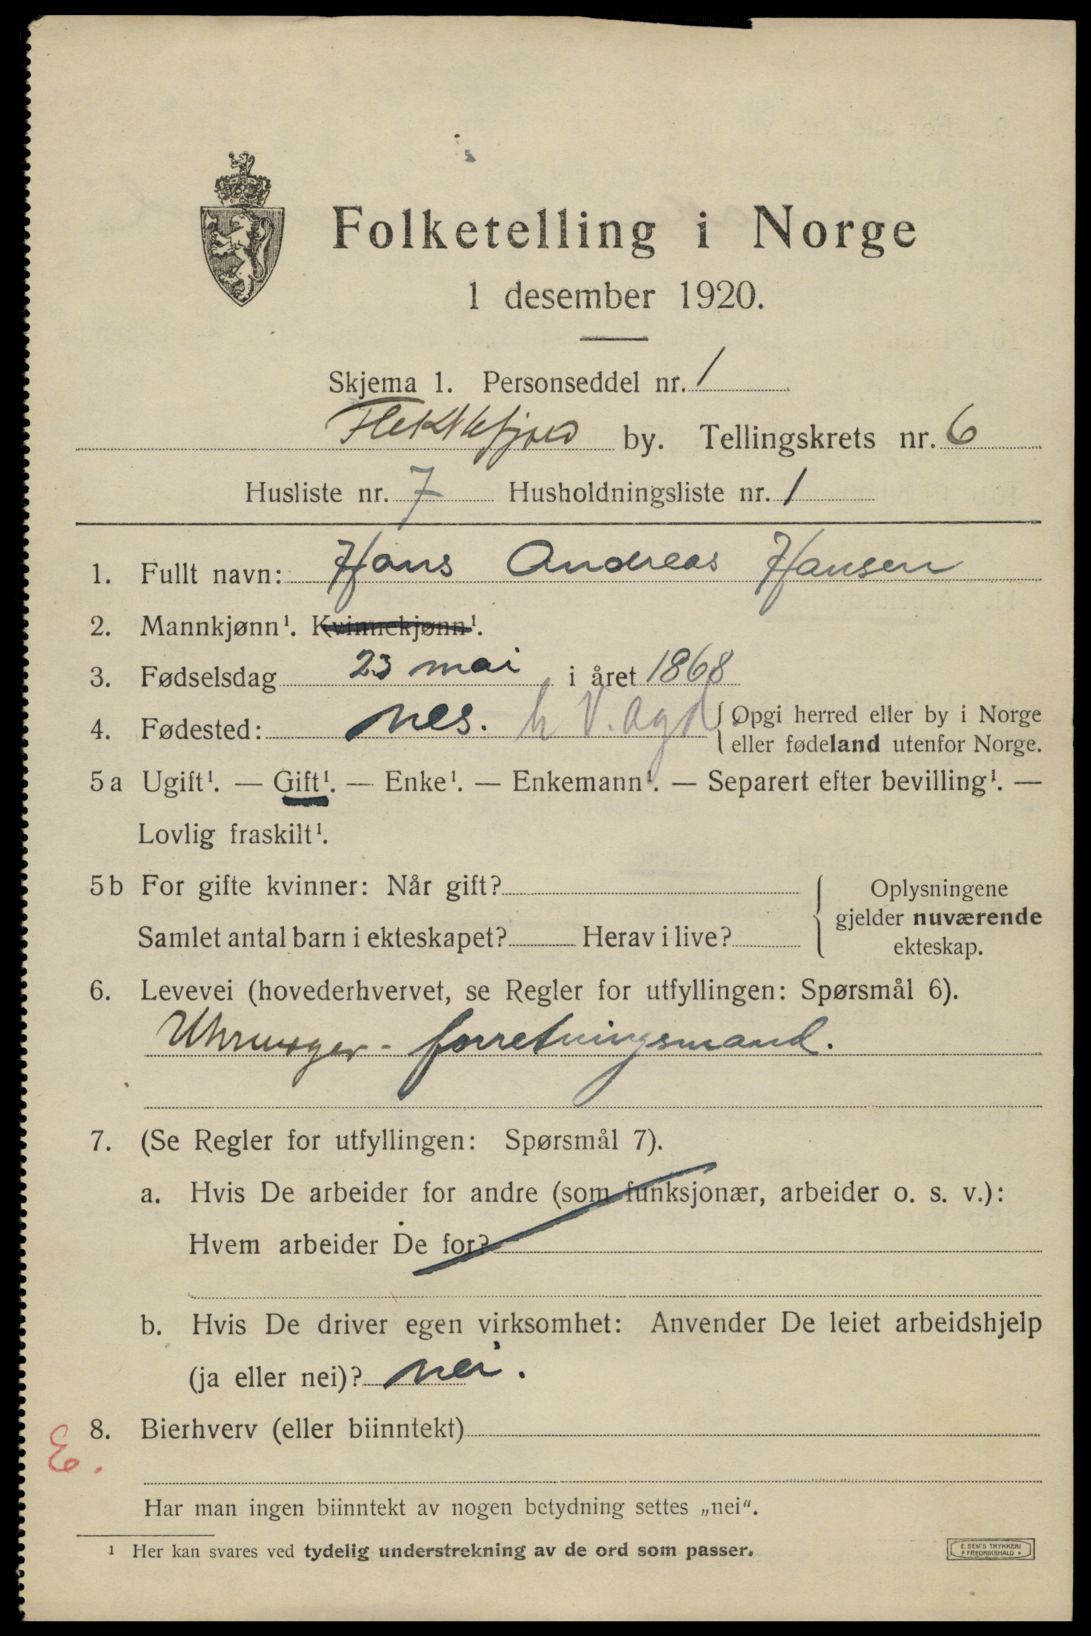 Folketelling i Norge
1 desember 1920.
Skjema 1. Personseddel nr. 1
Flekkefjord by. Tellingskrets nr. 6
Husliste nr. 7 Husholdningsliste nr. 1
1. Fullt navn: Hans Andreas Hansen
2. Mannkjønn¹. Kvinnekjønn¹.
3. Fødselsdag 23 mai i året 1868
4. Fødested: Nes. h V. Agd { Opgi herred eller by i Norge
eller fødeland utenfor Norge.
5a Ugift¹. — Gift¹. — Enke¹. — Enkemann¹. — Separert efter bevilling¹. —
Lovlig fraskilt¹.
5b For gifte kvinner: Når gift?
Samlet antal barn i ekteskapet? Herav i live?
Oplysningene
gjelder nuværende
ekteskap.
6. Levevei (hovederhvervet, se Regler for utfyllingen: Spørsmål 6).
forretningsmand.
7. (Se Regler for utfyllingen: Spørsmål 7).
a. Hvis De arbeider for andre (som funksjonær, arbeider o. s. v.):
Hvem arbeider De for?
b. Hvis De driver egen virksomhet: Anvender De leiet arbeidshjelp
(ja eller nei)? nei.
8. Bierhverv (eller biinntekt)
E.
Har man ingen biinntekt av nogen betydning settes „nei“.
¹ Her kan svares ved tydelig understrekning av de ord som passer.
E. SEM'S TRYKKERI
FREDRIKSHALD